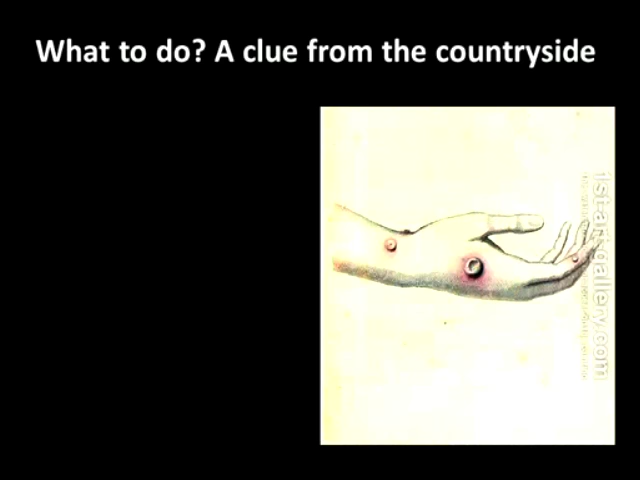 What to do? A clue from the countryside
1st-art-gallery.com